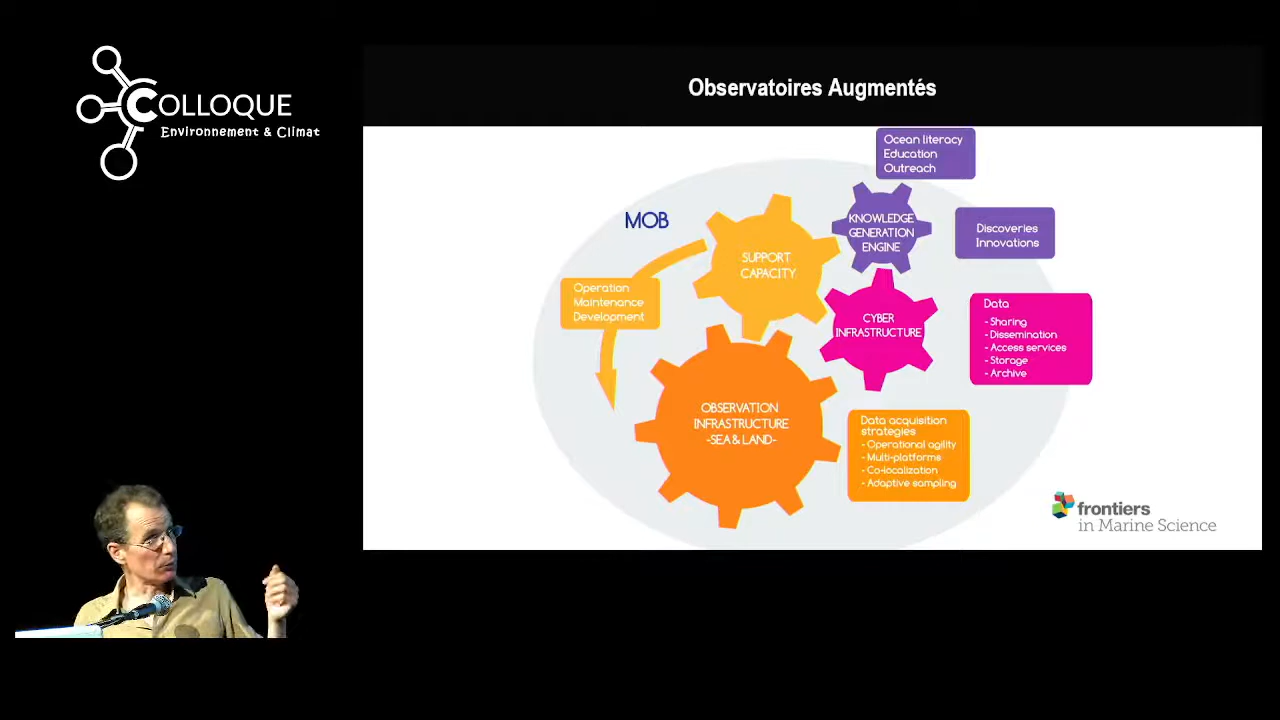 COLLOQUE
Environnement & Climat
Observatoires Augmentés
Ocean literacy
Education
Outreach
MOB
KNOWLEDGE
GENERATION
ENGINE
Discoveries
Innovations
SUPPORT
CAPACITY
Operation
Maintenance
Development
CYBER
INFRASTRUCTURE
Data
- Sharing
- Dissemination
- Access services
- Storage
- Archive
OBSERVATION
INFRASTRUCTURE
-SEA & LAND-
Data acquisition
strategies
- Operational agility
- Multi-platforms
- Co-localization
- Adaptive sampling
frontiers
in Marine Science